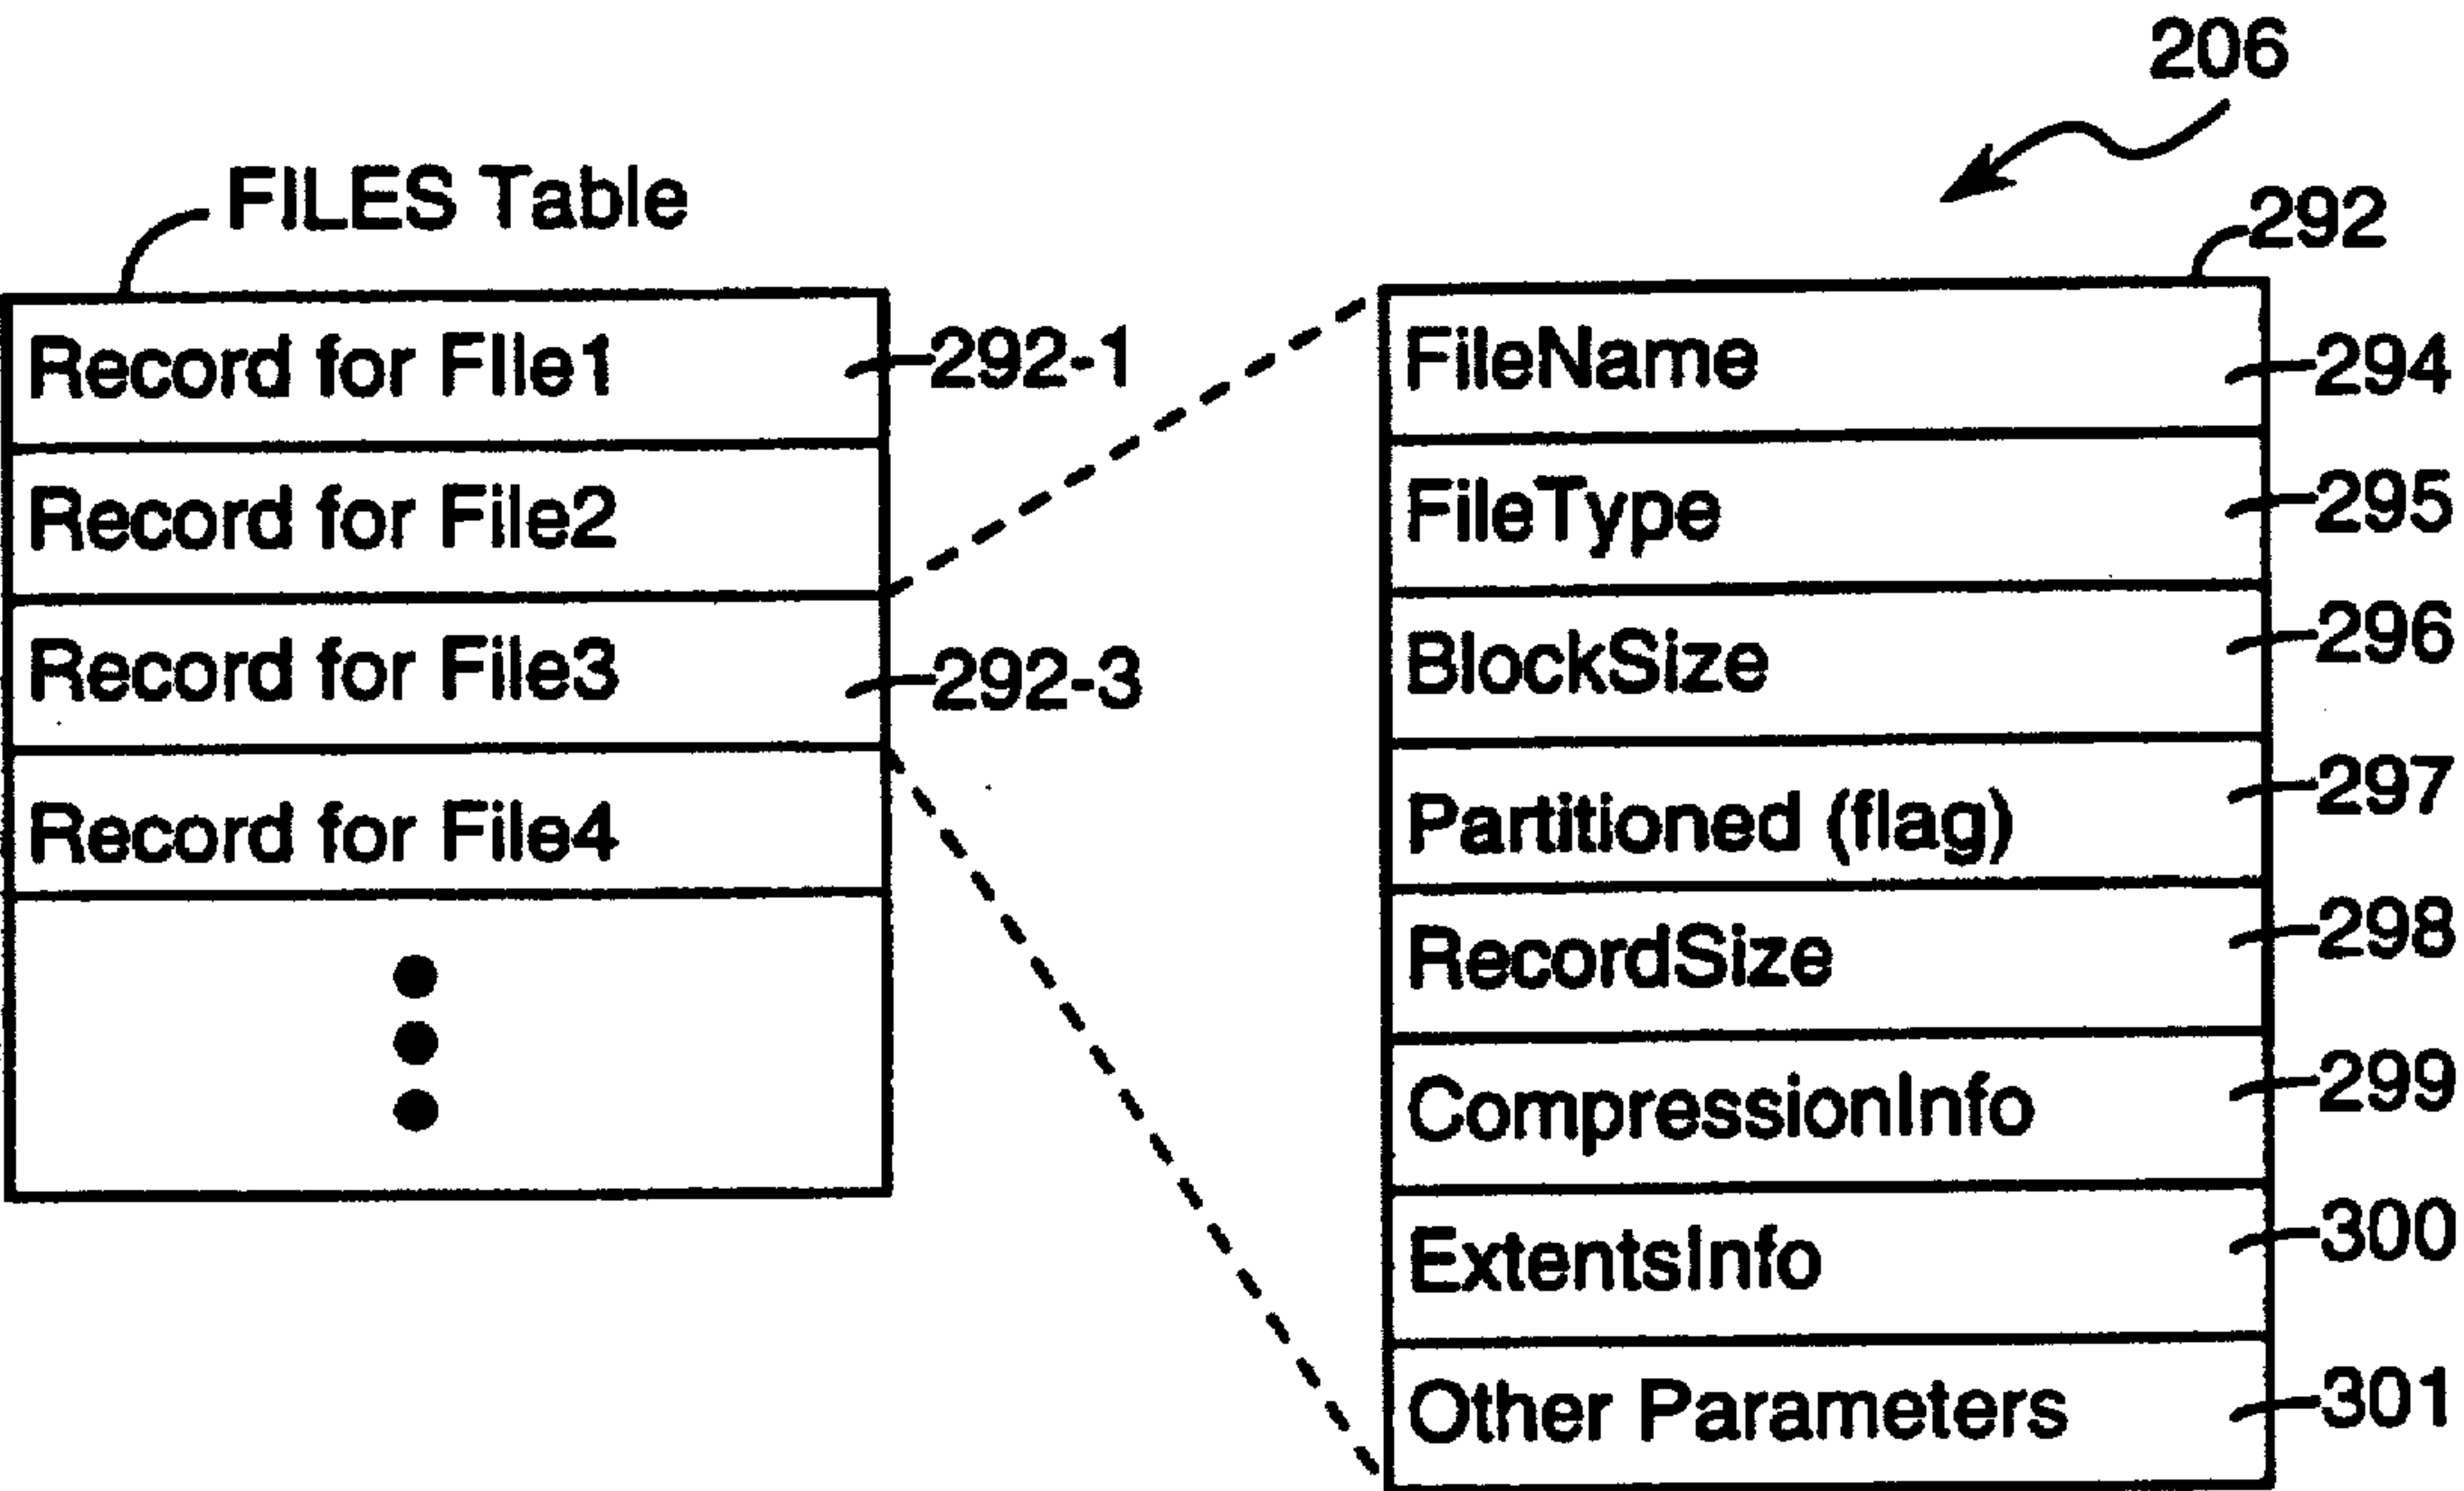 206
FILES Table
292
Record for FIle1
292-1
Record for File2
Record for File3
292-3
Record for File4
FileName
294
FileType
295
BlockSize
296
Partitioned (flag)
297
RecordSize
298
CompressionInfo
299
ExtentsInfo
300
Other Parameters
301